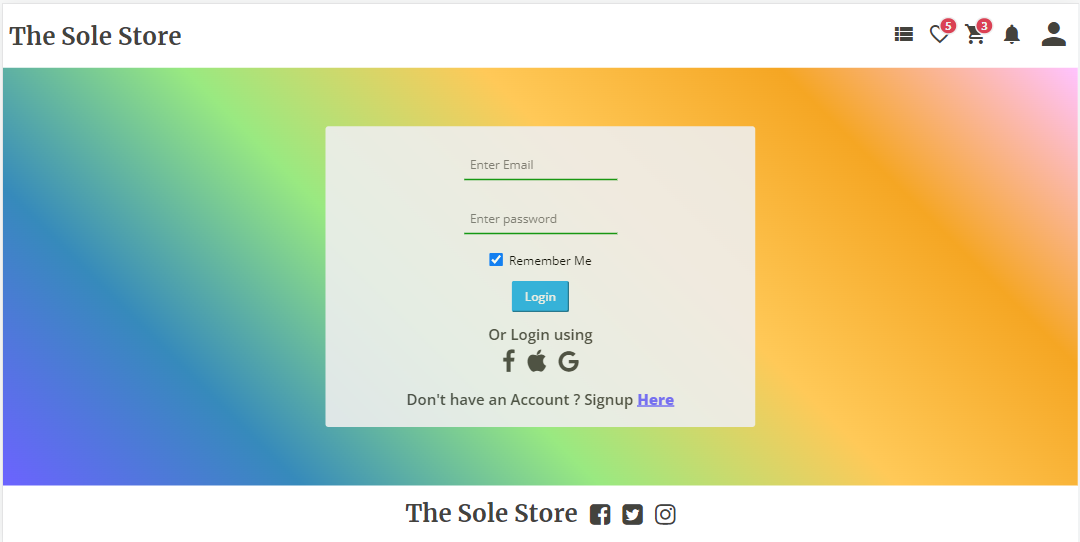 The Sole Store
5
3
Enter Email
Enter password
Remember Me
Login
Or Login using
Don't have an Account ? Signup Here
The Sole Store